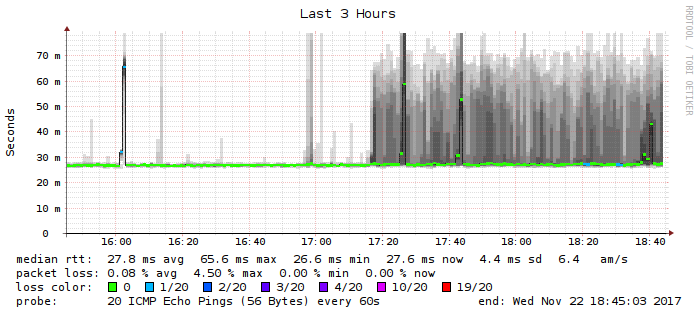 Last 3 Hours
RRDTOOL / TOBI OETIKER
Seconds
70 m
60 m
50 m
40 m
30 m
20 m
10 m
0
16:00 16:20 16:40 17:00 17:20 17:40 18:00 18:20 18:40
median rtt: 27.8 ms avg 65.6 ms max 26.6 ms min 27.6 ms now 4.4 ms sd 6.4 am/s
packet loss: 0.08 % avg 4.50 % max 0.00 % min 0.00 % now
loss color: 0 1/20 2/20 3/20 4/20 10/20 19/20
probe: 20 ICMP Echo Pings (56 Bytes) every 60s end: Wed Nov 22 18:45:03 2017